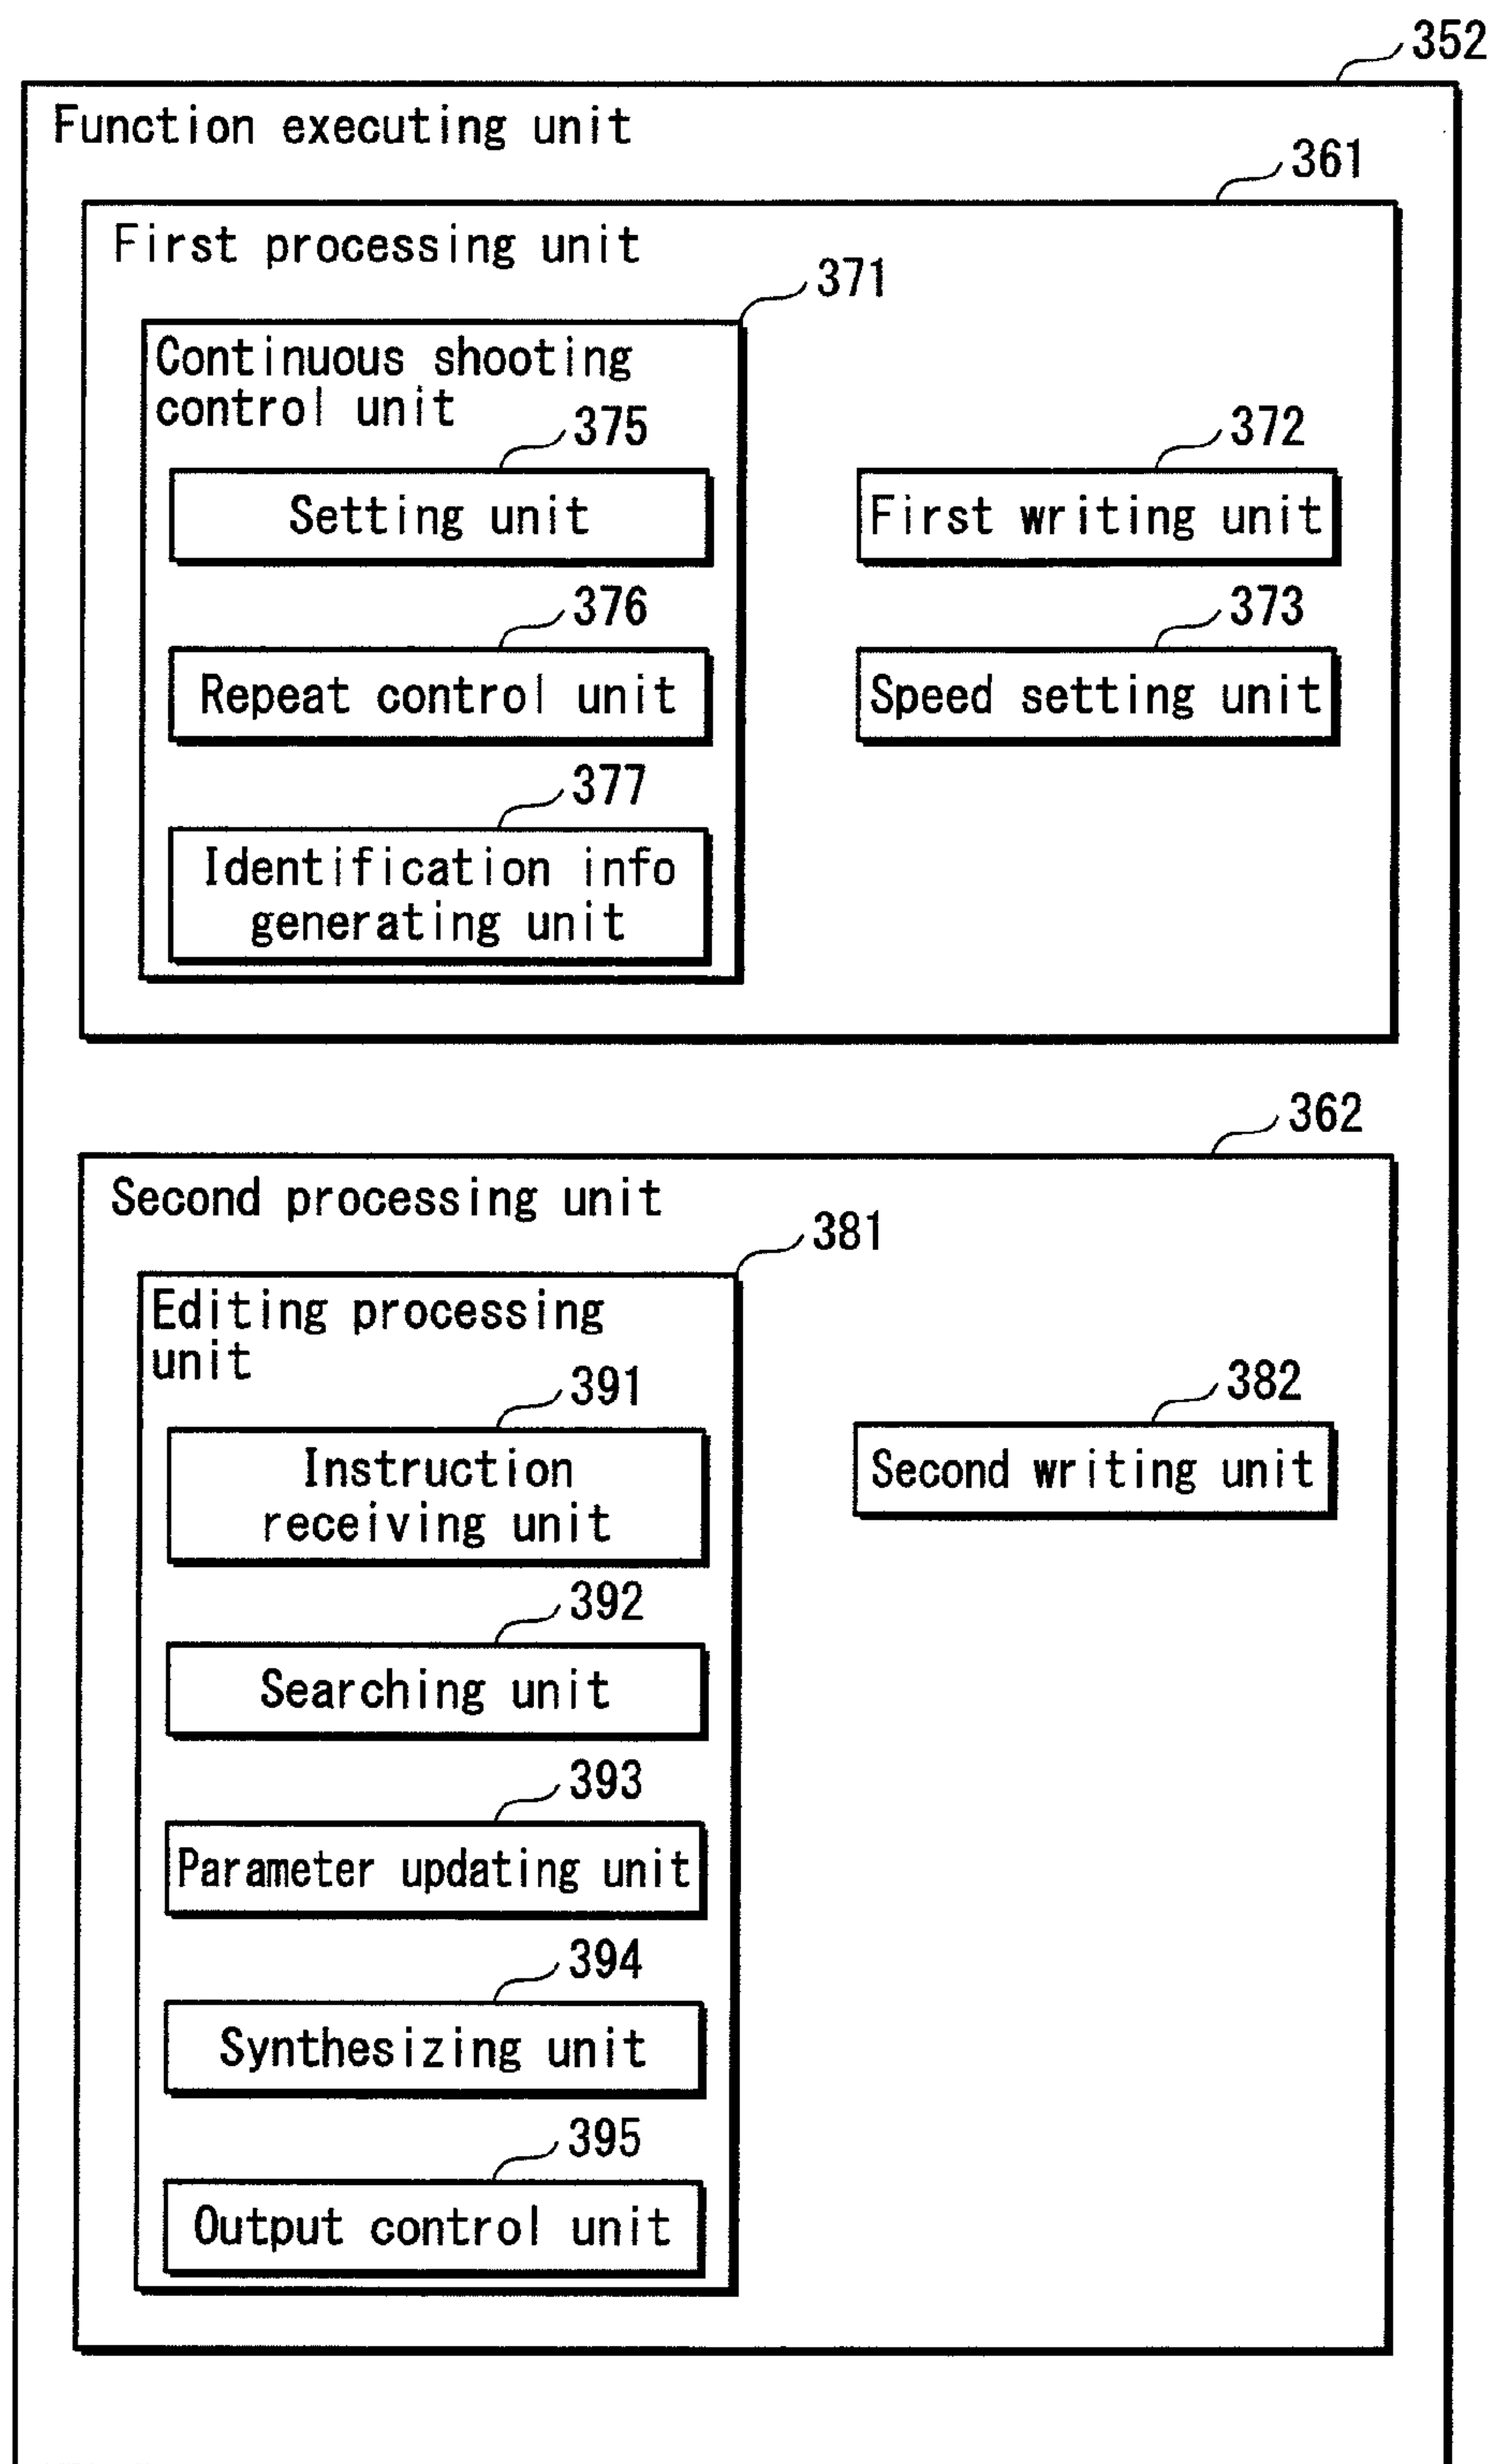 352
Function executing unit
361
First processing unit
371
Continuous shooting
control unit
375
Setting unit
372
First writing unit
376
Repeat control unit
373
Speed setting unit
377
Identification info
generating unit
362
Second processing unit
381
Editing processing
unit
391
Instruction
receiving unit
382
Second writing unit
392
Searching unit
393
Parameter updating unit
394
Synthesizing unit
395
Output control unit